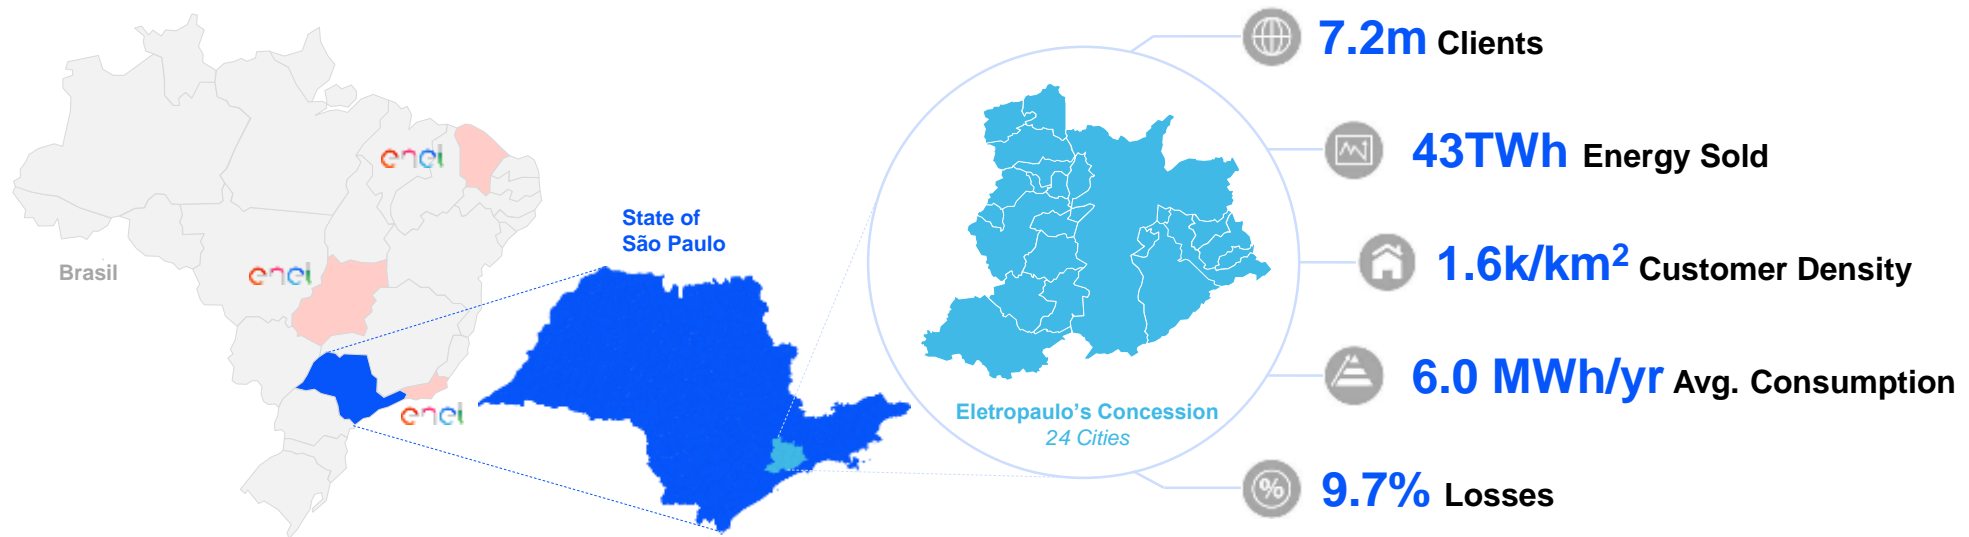 Brasil
enel
enel
enel
State of
São Paulo
Eletropaulo's Concession
24 Cities
7.2m Clients
43TWh Energy Sold
1.6k/km² Customer Density
6.0 MWh/yr Avg. Consumption
% 9.7% Losses